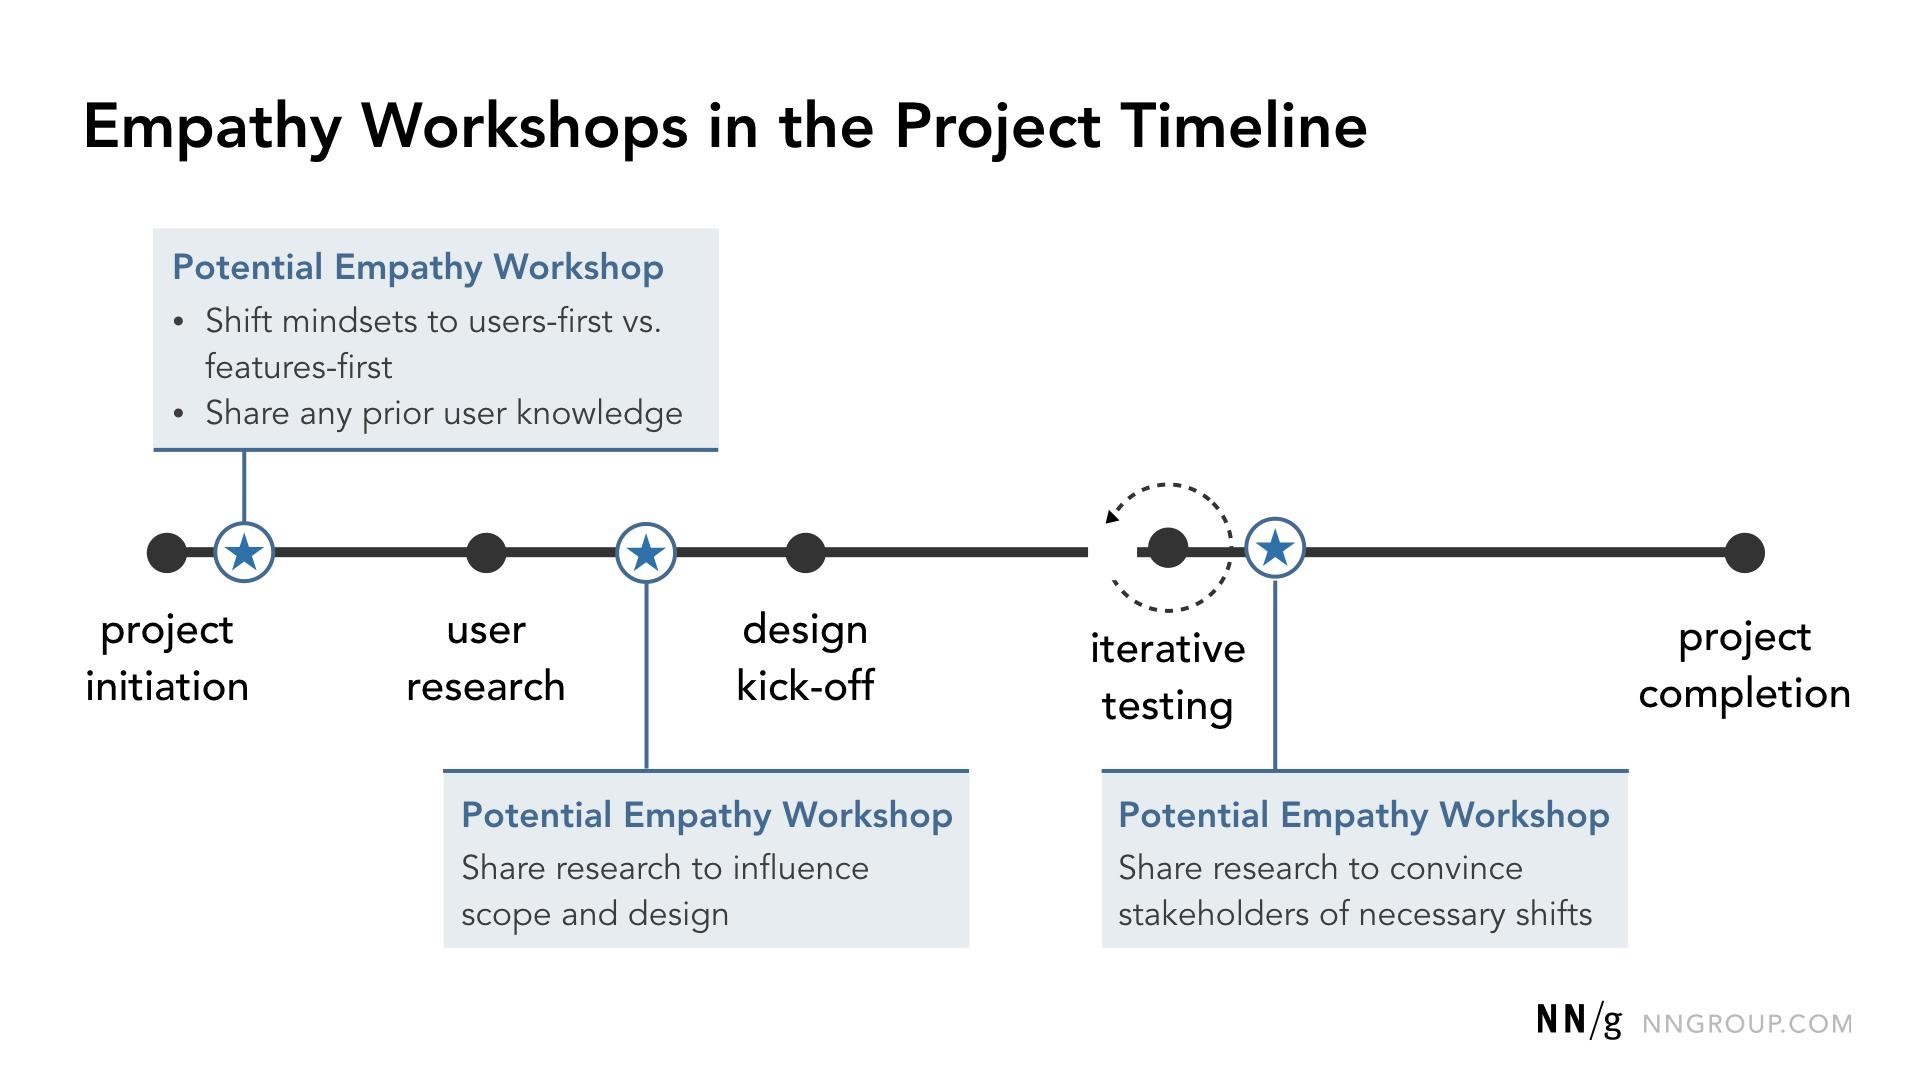 Empathy Workshops in the Project Timeline
Potential Empathy Workshop
• Shift mindsets to users-first vs.
features-first
• Share any prior user knowledge
project
initiation
user
research
design
kick-off
iterative
testing
project
completion
Potential Empathy Workshop
Share research to influence
scope and design
Potential Empathy Workshop
Share research to convince
stakeholders of necessary shifts
NN/g NNGROUP.COM